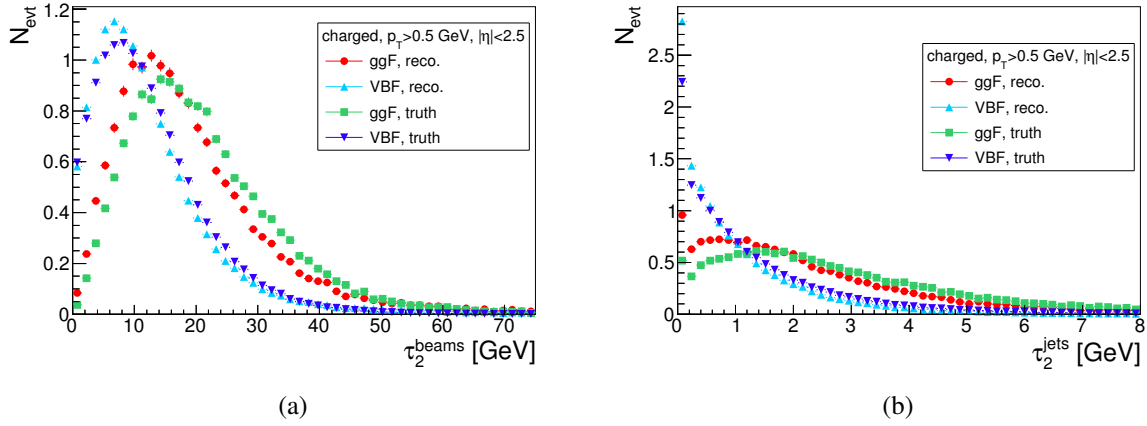 N_evt
1.2
1
0.8
0.6
0.4
0.2
0
charged, p_T>0.5 GeV, |η|<2.5
ggF, reco.
VBF, reco.
ggF, truth
VBF, truth
0 10 20 30 40 50 60 70
τ_2^beams [GeV]
(a)
N_evt
2.5
2
1.5
1
0.5
0
charged, p_T>0.5 GeV, |η|<2.5
ggF, reco.
VBF, reco.
ggF, truth
VBF, truth
0 1 2 3 4 5 6 7 8
τ_2^jets [GeV]
(b)